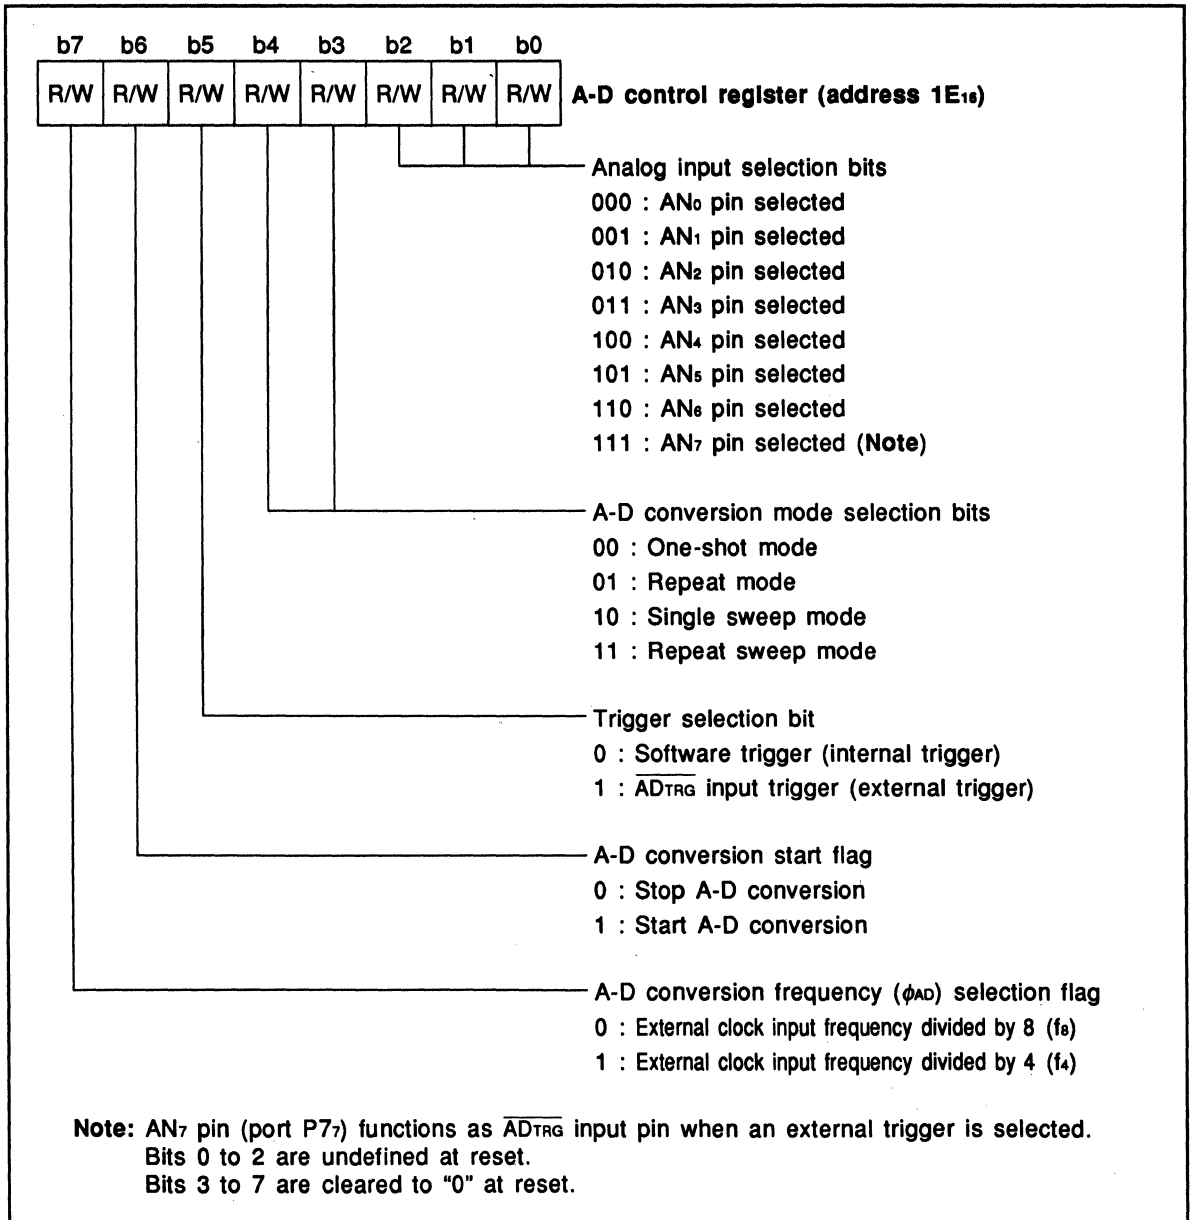 b7 b6 b5 b4 b3 b2 b1 b0
R/W R/W R/W R/W R/W R/W R/W R/W A-D control register (address 1E₁₆)
Analog input selection bits
000 : AN₀ pin selected
001 : AN₁ pin selected
010 : AN₂ pin selected
011 : AN₃ pin selected
100 : AN₄ pin selected
101 : AN₅ pin selected
110 : AN₆ pin selected
111 : AN₇ pin selected (Note)
A-D conversion mode selection bits
00 : One-shot mode
01 : Repeat mode
10 : Single sweep mode
11 : Repeat sweep mode
Trigger selection bit
0 : Software trigger (internal trigger)
1 : A̅D̅T̅R̅G̅ input trigger (external trigger)
A-D conversion start flag
0 : Stop A-D conversion
1 : Start A-D conversion
A-D conversion frequency (ϕAD) selection flag
0 : External clock input frequency divided by 8 (f₈)
1 : External clock input frequency divided by 4 (f₄)
Note: AN₇ pin (port P7₇) functions as A̅D̅T̅R̅G̅ input pin when an external trigger is selected.
Bits 0 to 2 are undefined at reset.
Bits 3 to 7 are cleared to “0” at reset.